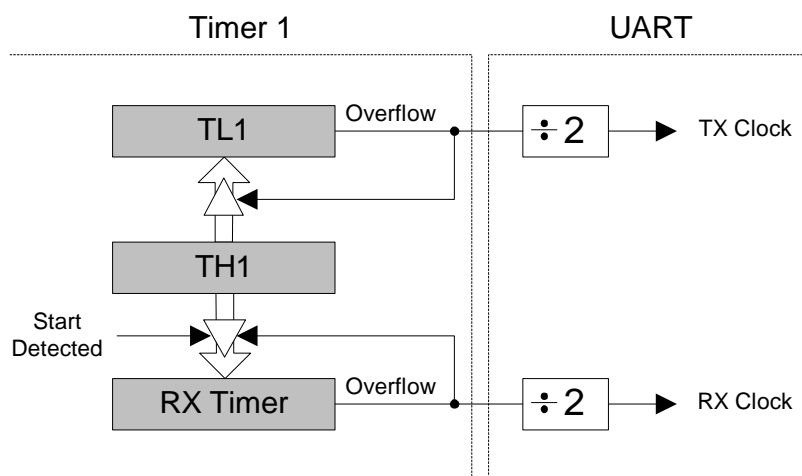 Timer 1
UART
TL1
Overflow
÷ 2
TX Clock
TH1
Start
Detected
RX Timer
Overflow
÷ 2
RX Clock